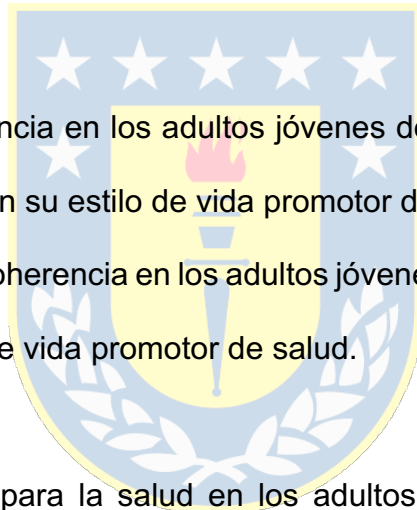 ncia en los adultos jóvenes de
n su estilo de vida promotor d
oherencia en los adultos jóvene
e vida promotor de salud.
para la salud en los adultos